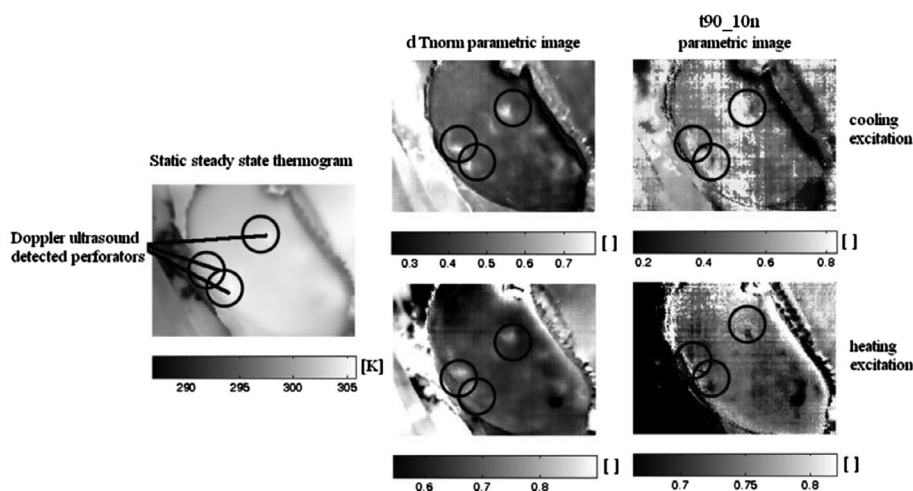 t90_10n
d Tnorm parametric image
parametric image
cooling
excitation
Static steady state thermogram
Doppler ultrasound
detected perforators
[ ]
0.3 0.4 0.5 0.6 0.7
[ ]
0.2 0.4 0.6 0.8
heating
excitation
[K]
290 295 300 305
[ ]
0.6 0.7 0.8
[ ]
0.7 0.75 0.8